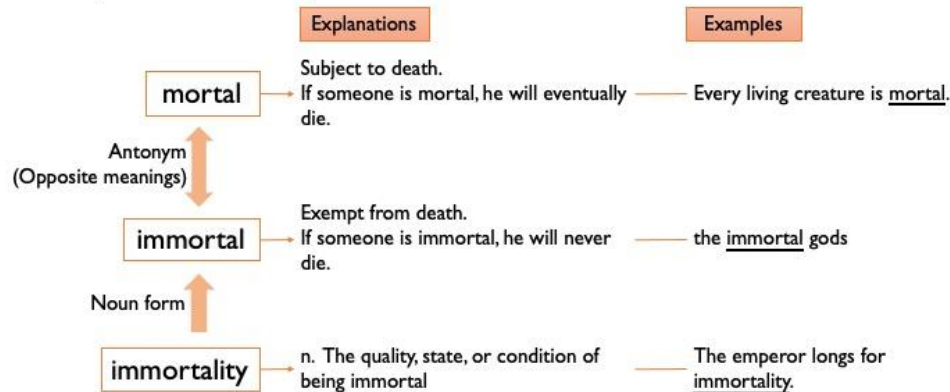 Explanations
Examples
mortal
Subject to death.
If someone is mortal, he will eventually
die.
Every living creature is mortal.
Antonym
(Opposite meanings)
immortal
Exempt from death.
If someone is immortal, he will never
die.
the immortal gods
Noun form
immortality
n. The quality, state, or condition of
being immortal
The emperor longs for
immortality.